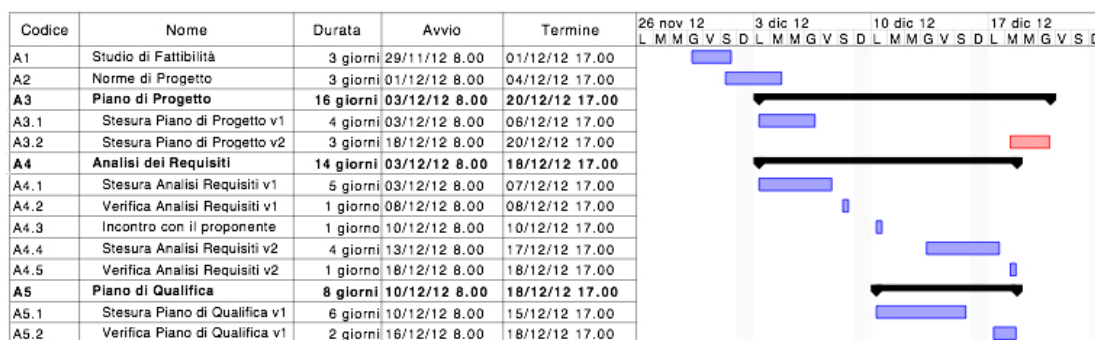 Codice Nome Durata Avvio Termine 26 nov 12 3 dic 12 10 dic 12 17 dic 12
L M M G V S D L M M G V S D L M M G V S D L M M G V S D
A1 Studio di Fattibilità 3 giorni 29/11/12 8.00 01/12/12 17.00
A2 Norme di Progetto 3 giorni 01/12/12 8.00 04/12/12 17.00
A3 Piano di Progetto 16 giorni 03/12/12 8.00 20/12/12 17.00
A3.1 Stesura Piano di Progetto v1 4 giorni 03/12/12 8.00 06/12/12 17.00
A3.2 Stesura Piano di Progetto v2 3 giorni 18/12/12 8.00 20/12/12 17.00
A4 Analisi dei Requisiti 14 giorni 03/12/12 8.00 18/12/12 17.00
A4.1 Stesura Analisi Requisiti v1 5 giorni 03/12/12 8.00 07/12/12 17.00
A4.2 Verifica Analisi Requisiti v1 1 giorno 08/12/12 8.00 08/12/12 17.00
A4.3 Incontro con il proponente 1 giorno 10/12/12 8.00 10/12/12 17.00
A4.4 Stesura Analisi Requisiti v2 4 giorni 13/12/12 8.00 17/12/12 17.00
A4.5 Verifica Analisi Requisiti v2 1 giorno 18/12/12 8.00 18/12/12 17.00
A5 Piano di Qualifica 8 giorni 10/12/12 8.00 18/12/12 17.00
A5.1 Stesura Piano di Qualifica v1 6 giorni 10/12/12 8.00 15/12/12 17.00
A5.2 Verifica Piano di Qualifica v1 2 giorni 16/12/12 8.00 18/12/12 17.00